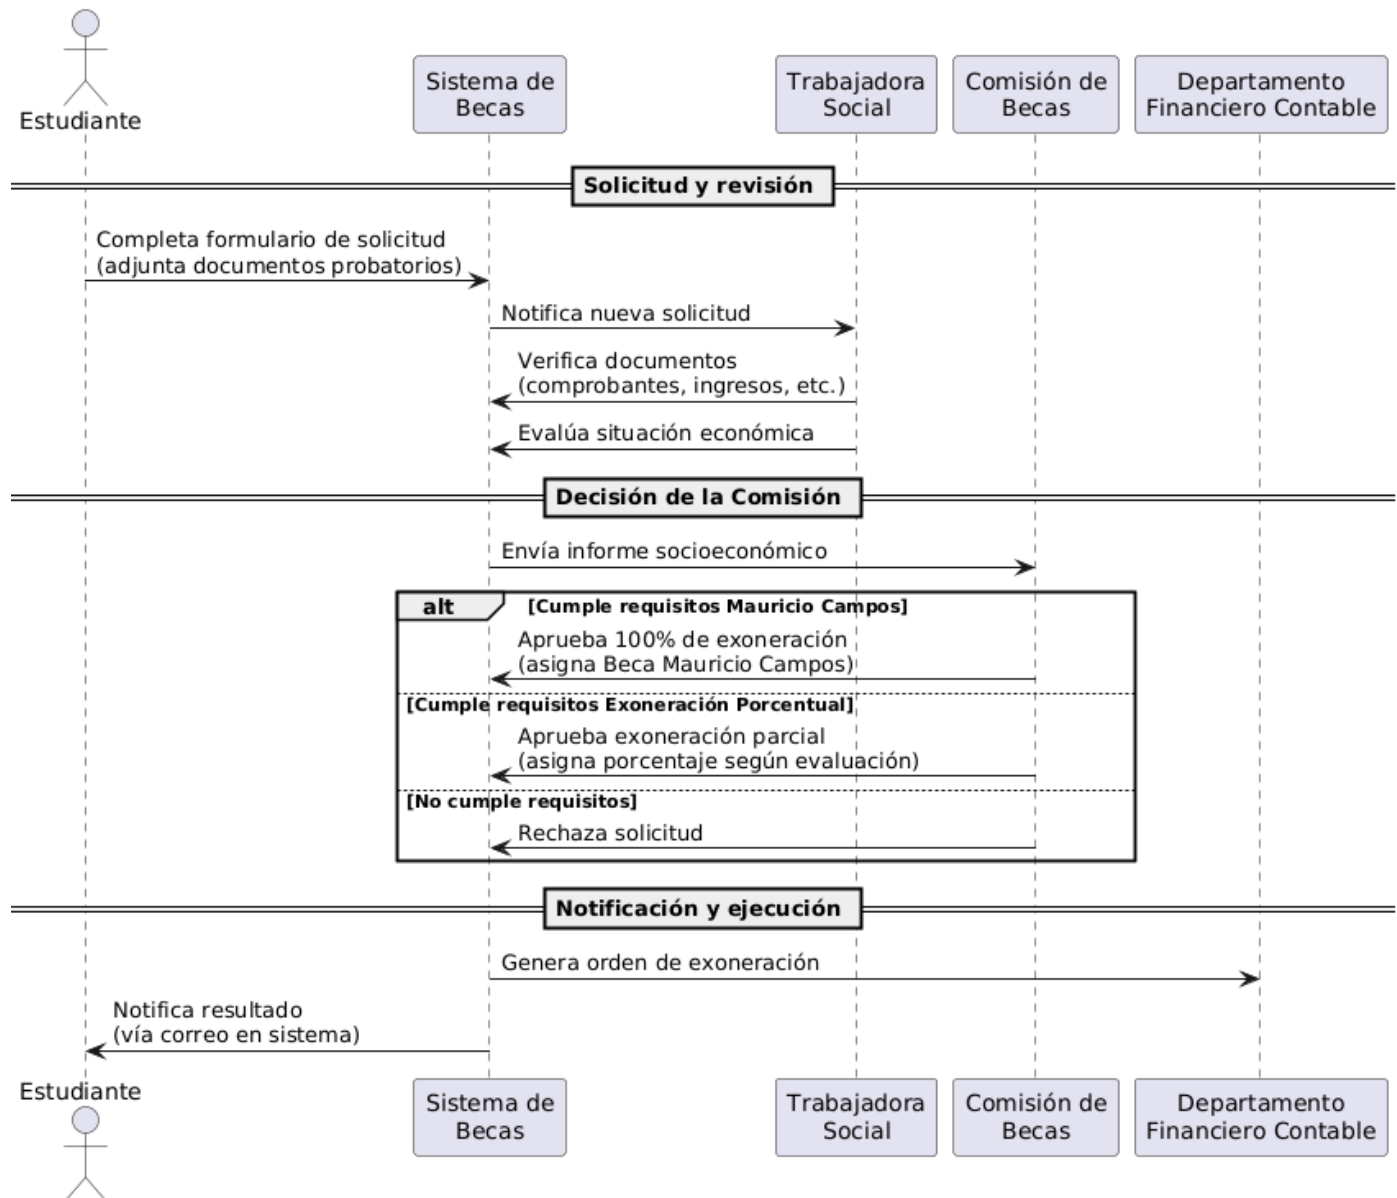 Estudiante
Sistema de
Becas
Trabajadora
Social
Comisión de
Becas
Departamento
Financiero Contable
Solicitud y revisión
Completa formulario de solicitud
(adjunta documentos probatorios)
Notifica nueva solicitud
Verifica documentos
(comprobantes, ingresos, etc.)
Evalúa situación económica
Decisión de la Comisión
Envía informe socioeconómico
alt
[Cumple requisitos Mauricio Campos]
Aprueba 100% de exoneración
(asigna Beca Mauricio Campos)
[Cumple requisitos Exoneración Porcentual]
Aprueba exoneración parcial
(asigna porcentaje según evaluación)
[No cumple requisitos]
Rechaza solicitud
Notificación y ejecución
Genera orden de exoneración
Notifica resultado
(vía correo en sistema)
Estudiante
Sistema de
Becas
Trabajadora
Social
Comisión de
Becas
Departamento
Financiero Contable